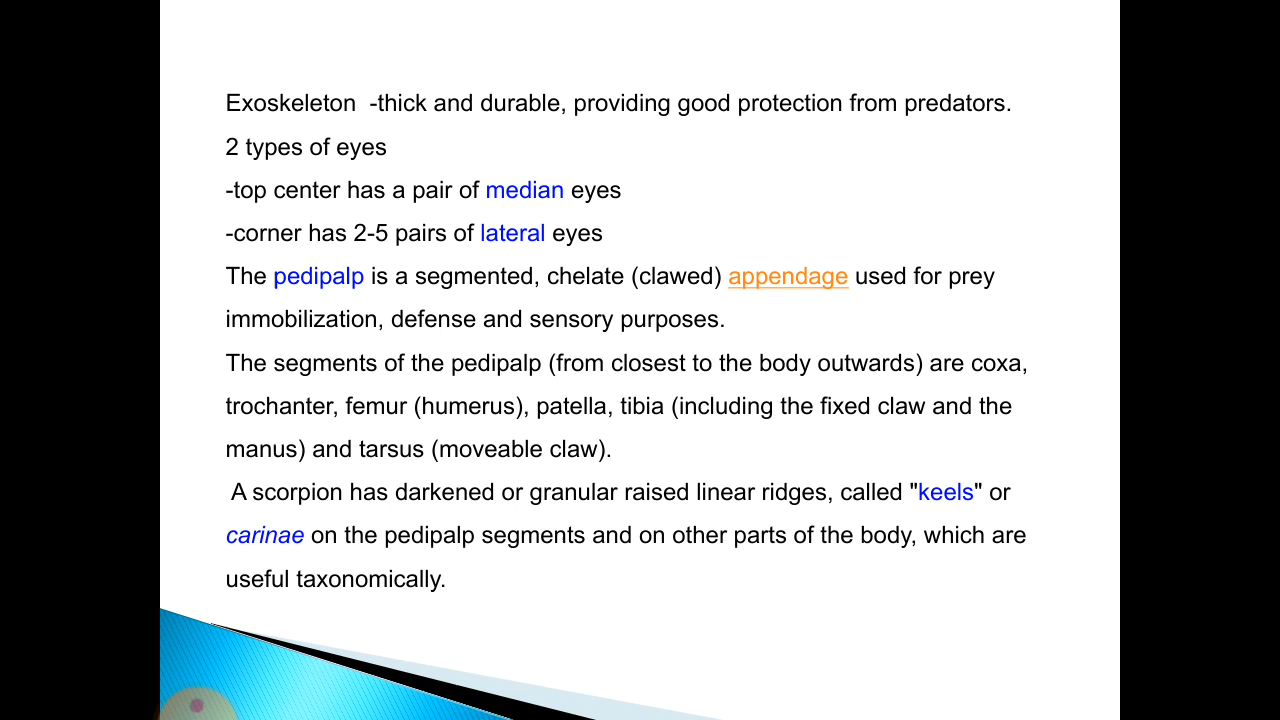 Exoskeleton  -thick and durable, providing good protection from predators.
2 types of eyes
-top center has a pair of median eyes
-corner has 2-5 pairs of lateral eyes
The pedipalp is a segmented, chelate (clawed) appendage used for prey
immobilization, defense and sensory purposes.
The segments of the pedipalp (from closest to the body outwards) are coxa,
trochanter, femur (humerus), patella, tibia (including the fixed claw and the
manus) and tarsus (moveable claw).
A scorpion has darkened or granular raised linear ridges, called "keels" or
carinae on the pedipalp segments and on other parts of the body, which are
useful taxonomically.